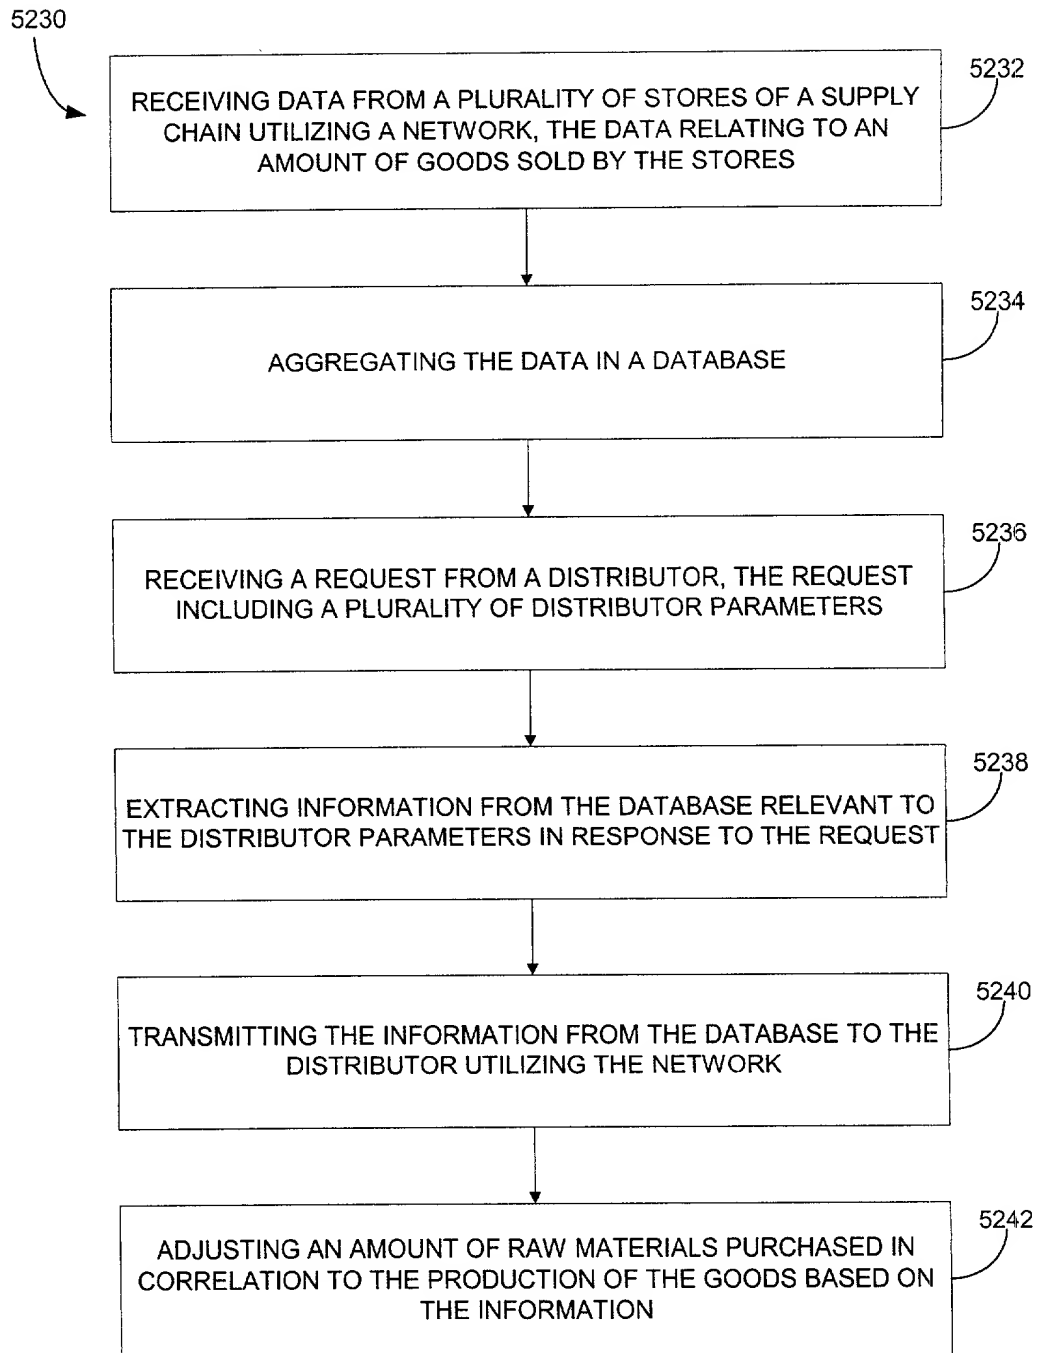 5230
5232
RECEIVING DATA FROM A PLURALITY OF STORES OF A SUPPLY
CHAIN UTILIZING A NETWORK, THE DATA RELATING TO AN
AMOUNT OF GOODS SOLD BY THE STORES
5234
AGGREGATING THE DATA IN A DATABASE
5236
RECEIVING A REQUEST FROM A DISTRIBUTOR, THE REQUEST
INCLUDING A PLURALITY OF DISTRIBUTOR PARAMETERS
5238
EXTRACTING INFORMATION FROM THE DATABASE RELEVANT TO
THE DISTRIBUTOR PARAMETERS IN RESPONSE TO THE REQUEST
5240
TRANSMITTING THE INFORMATION FROM THE DATABASE TO THE
DISTRIBUTOR UTILIZING THE NETWORK
5242
ADJUSTING AN AMOUNT OF RAW MATERIALS PURCHASED IN
CORRELATION TO THE PRODUCTION OF THE GOODS BASED ON
THE INFORMATION